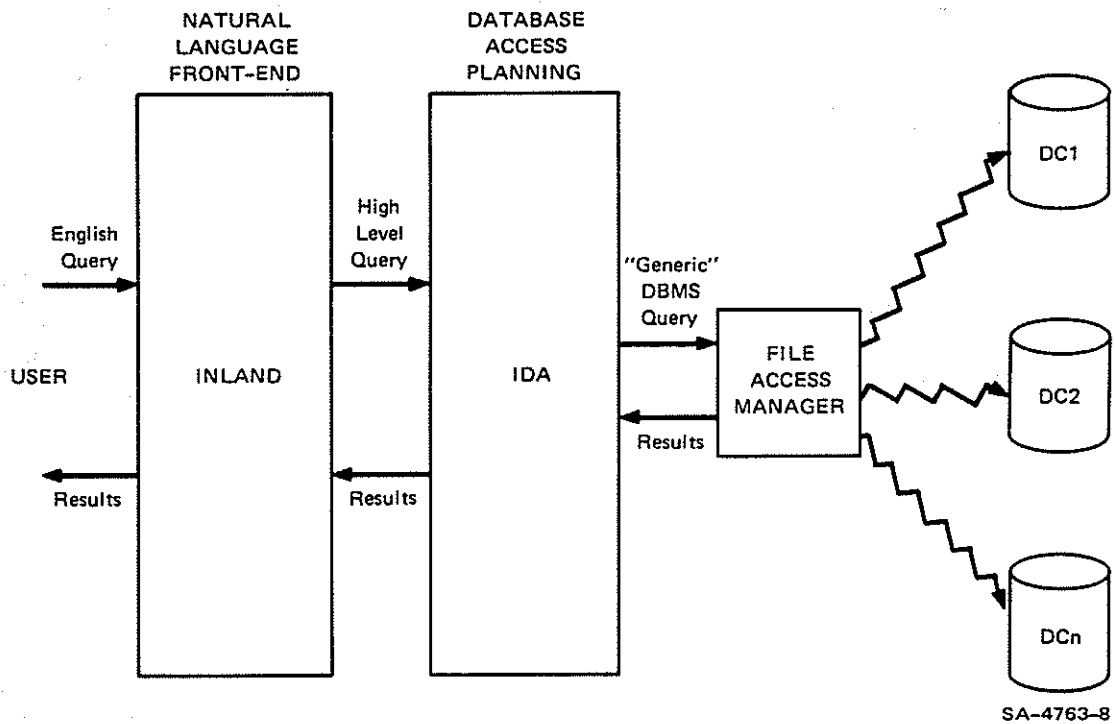 NATURAL
LANGUAGE
FRONT-END
DATABASE
ACCESS
PLANNING
English
Query
High
Level
Query
"Generic"
DBMS
Query
USER
INLAND
IDA
FILE
ACCESS
MANAGER
Results
Results
Results
DC1
DC2
DCn
SA-4763-8